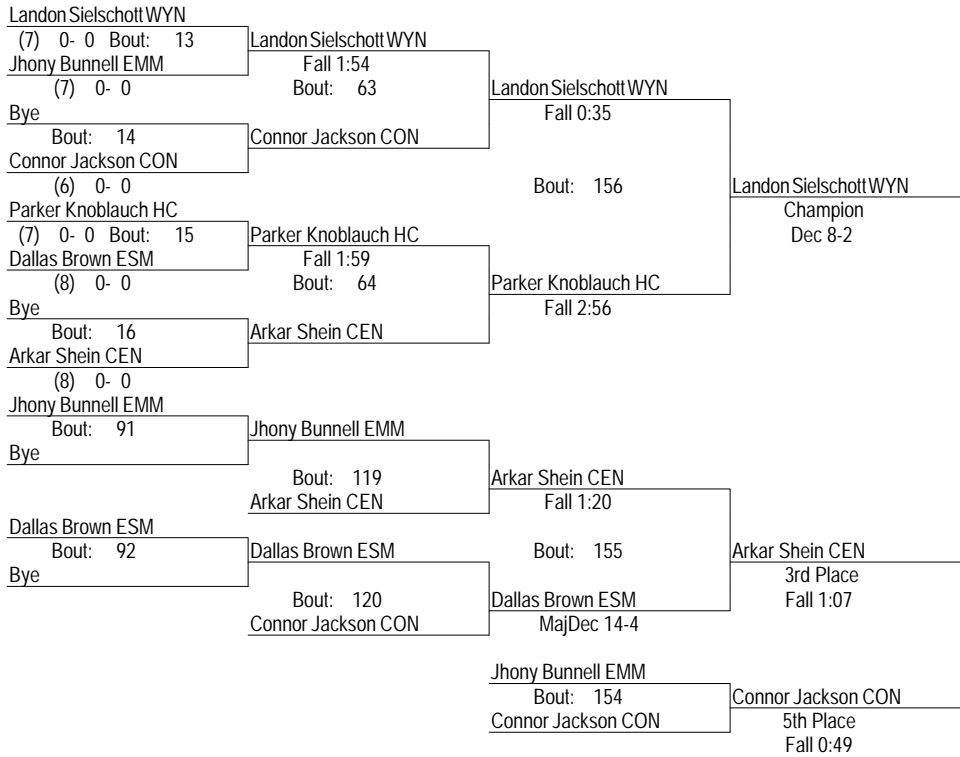 Landon Sielschott WYN
(7) 0- 0 Bout: 13 Landon Sielschott WYN
Jhony Bunnell EMM Fall 1:54
(7) 0- 0 Bout: 63 Landon Sielschott WYN
Bye Fall 0:35
Bout: 14 Connor Jackson CON
Connor Jackson CON
(6) 0- 0 Bout: 156 Landon Sielschott WYN
Parker Knoblauch HC Champion
(7) 0- 0 Bout: 15 Parker Knoblauch HC Dec 8-2
Dallas Brown ESM Fall 1:59
(8) 0- 0 Bout: 64 Parker Knoblauch HC
Bye Fall 2:56
Bout: 16 Arkar Shein CEN
Arkar Shein CEN
(8) 0- 0
Jhony Bunnell EMM
Bout: 91 Jhony Bunnell EMM
Bye
Bout: 119 Arkar Shein CEN
Arkar Shein CEN Fall 1:20
Dallas Brown ESM
Bout: 92 Dallas Brown ESM Bout: 155 Arkar Shein CEN
Bye 3rd Place
Bout: 120 Dallas Brown ESM Fall 1:07
Connor Jackson CON MajDec 14-4
Jhony Bunnell EMM
Bout: 154 Connor Jackson CON
Connor Jackson CON 5th Place
Fall 0:49